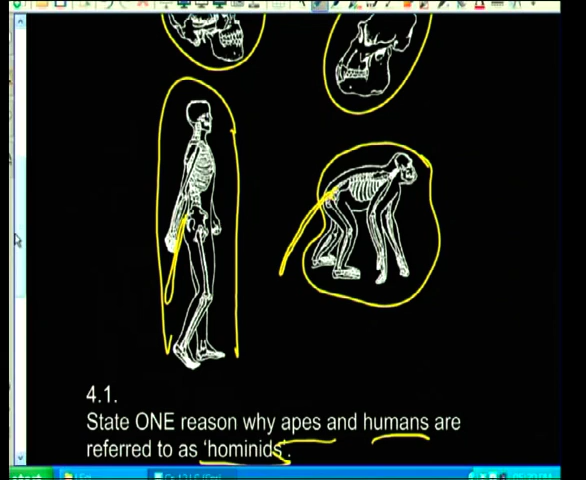 4.1.
State ONE reason why apes and humans are
referred to as ‘hominids’.